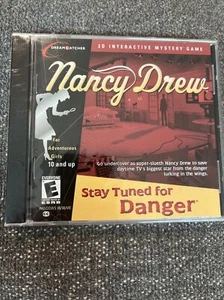 DREAMCATCHER
3D INTERACTIVE MYSTERY GAME
Nancy Drew
For
Adventurous
Girls
10 and up
Go undercover as super-sleuth Nancy Drew to save
daytime TV's biggest star from the danger
lurking in the wings.
EVERYONE
E
Stay Tuned for
Danger